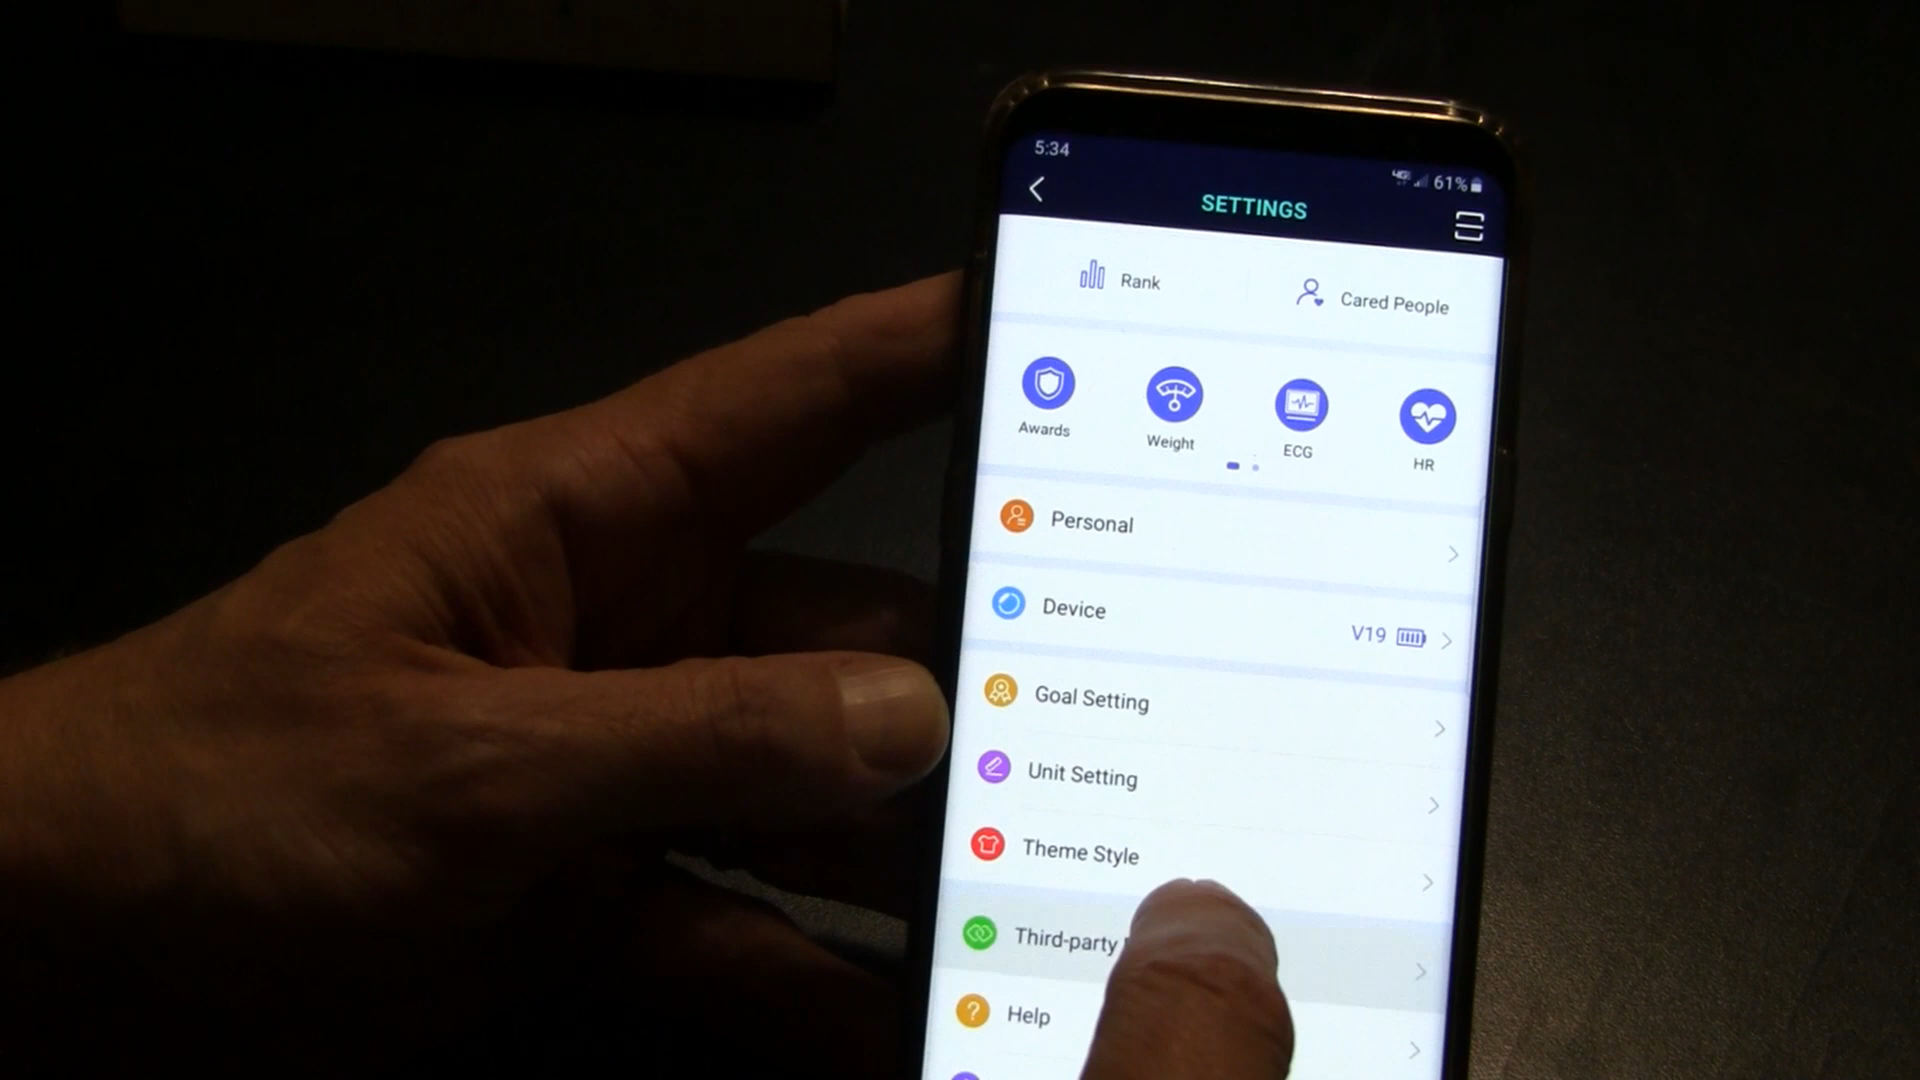 5:34
4G 61%
SETTINGS
Rank
Cared People
Awards
Weight
ECG
HR
Personal
Device
V19
Goal Setting
Unit Setting
Theme Style
Third-party
Help